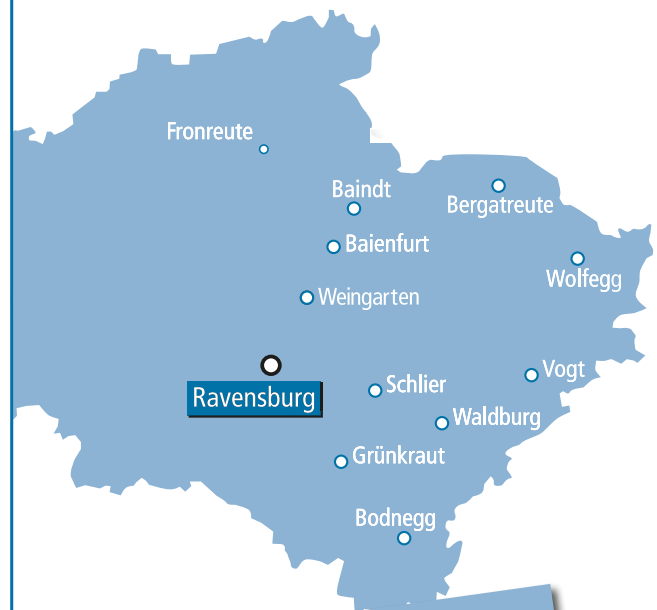 Fronreute
Baindt
Bergatreute
Baienfurt
Wolfegg
Weingarten
Vogt
Schlier
Ravensburg
Waldburg
Grünkraut
Bodnegg